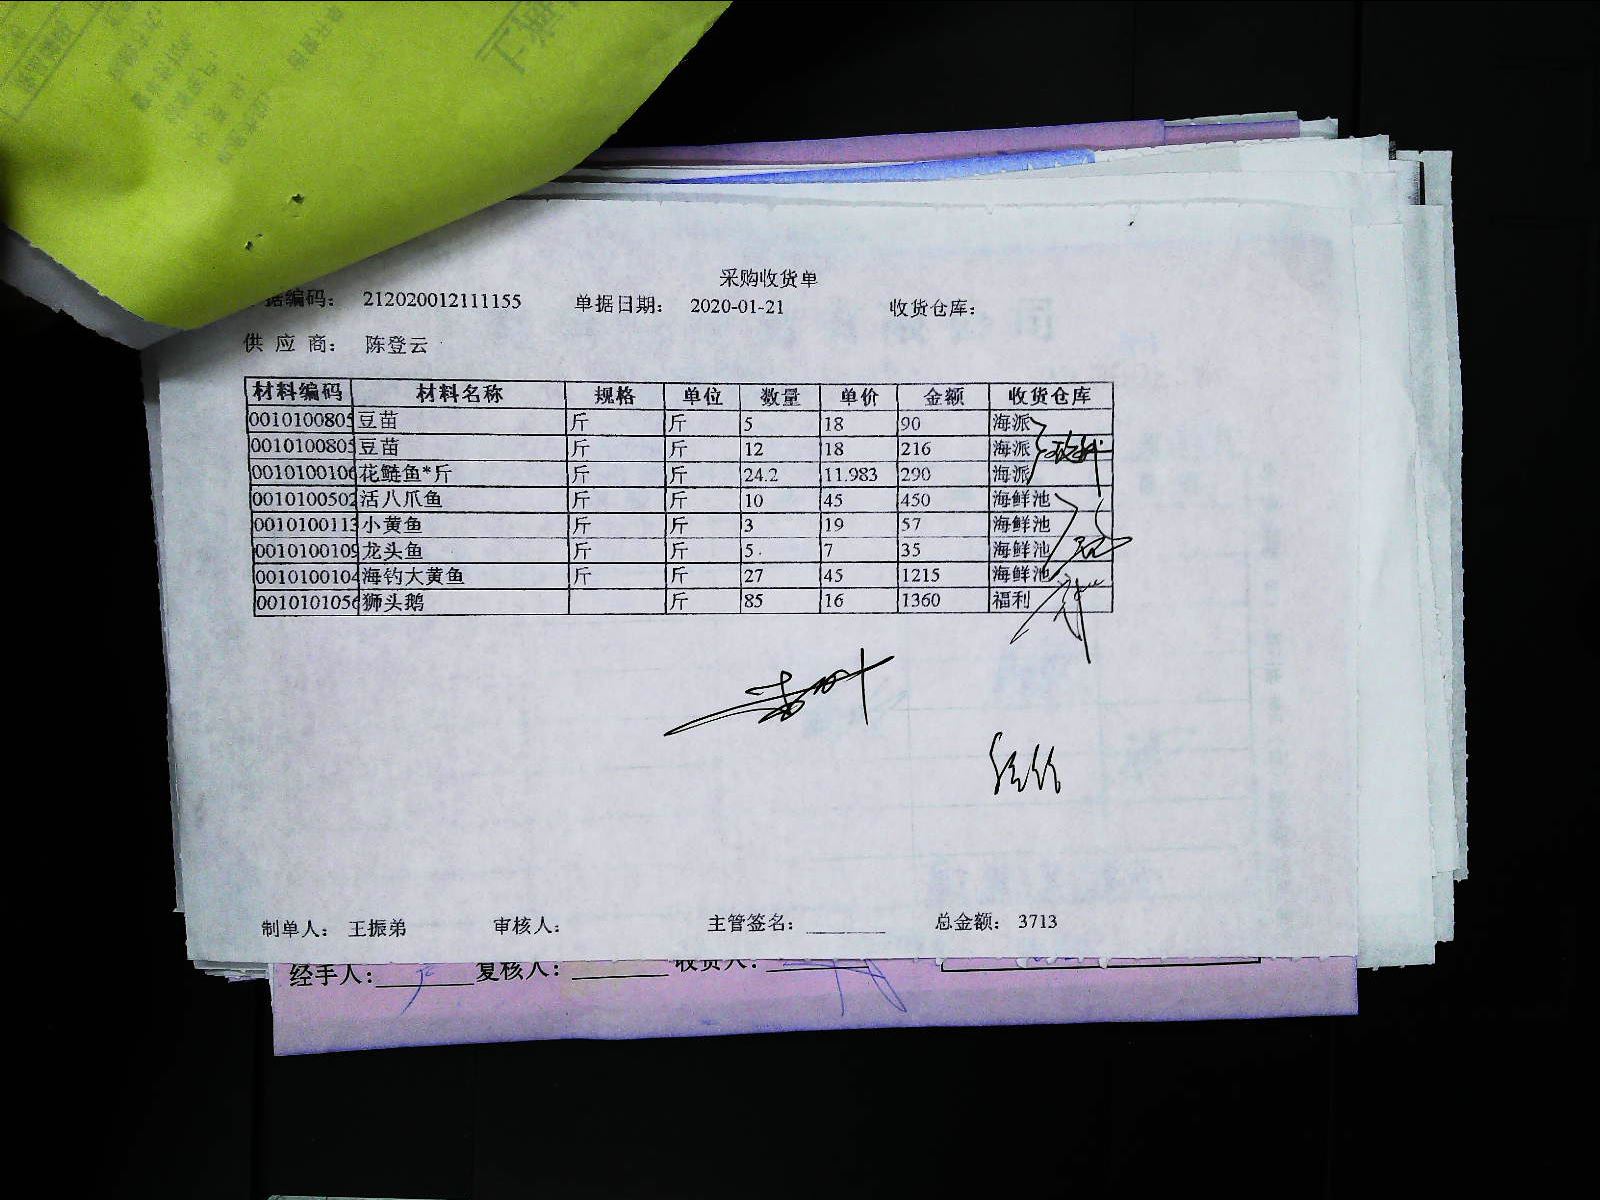 采购收货单
据编码： 212020012111155 单据日期： 2020-01-21 收货仓库：
供 应 商： 陈登云
材料编码 材料名称 规格 单位 数量 单价 金额 收货仓库
0010100805 豆苗 斤 斤 5 18 90 海派
0010100805 豆苗 斤 斤 12 18 216 海派
0010100106 花鲢鱼*斤 斤 斤 24.2 11.983 290 海派
0010100502 活八爪鱼 斤 斤 10 45 450 海鲜池
0010100113 小黄鱼 斤 斤 3 19 57 海鲜池
0010100109 龙头鱼 斤 斤 5 7 35 海鲜池
0010100104 海钓大黄鱼 斤 斤 27 45 1215 海鲜池
0010101056 狮头鹅 斤 85 16 1360 福利
制单人： 王振弟 审核人： 主管签名： 总金额： 3713
经手人： 复核人： 收货人：